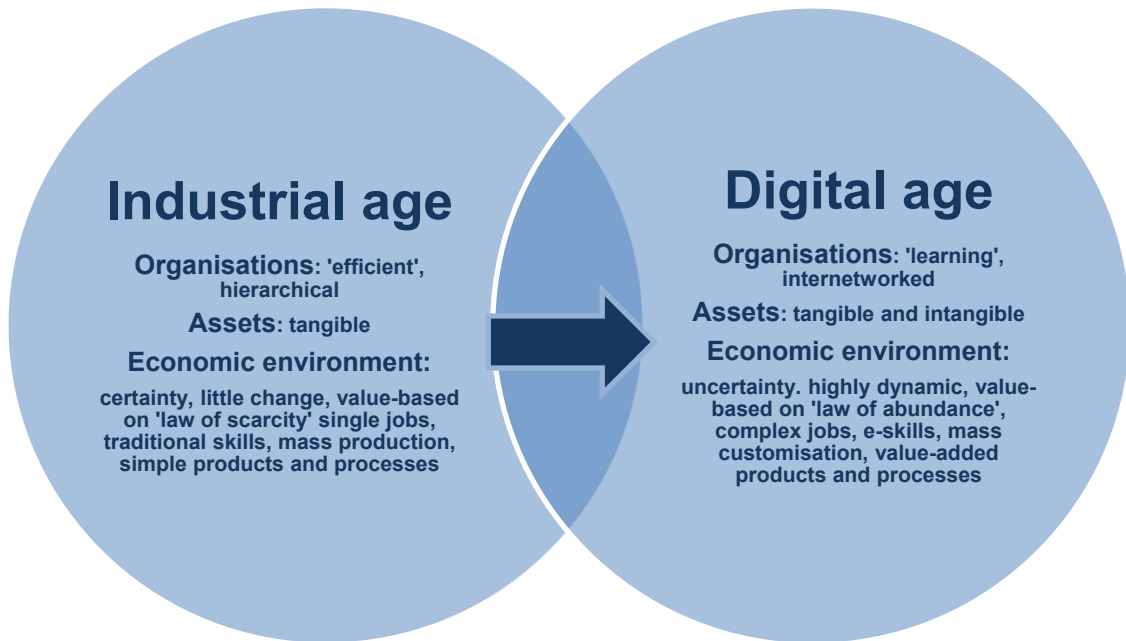 Industrial age
Organisations: 'efficient',
hierarchical
Assets: tangible
Economic environment:
certainty, little change, value-based
on 'law of scarcity' single jobs,
traditional skills, mass production,
simple products and processes
Digital age
Organisations: 'learning',
internetworked
Assets: tangible and intangible
Economic environment:
uncertainty. highly dynamic, value-
based on 'law of abundance',
complex jobs, e-skills, mass
customisation, value-added
products and processes